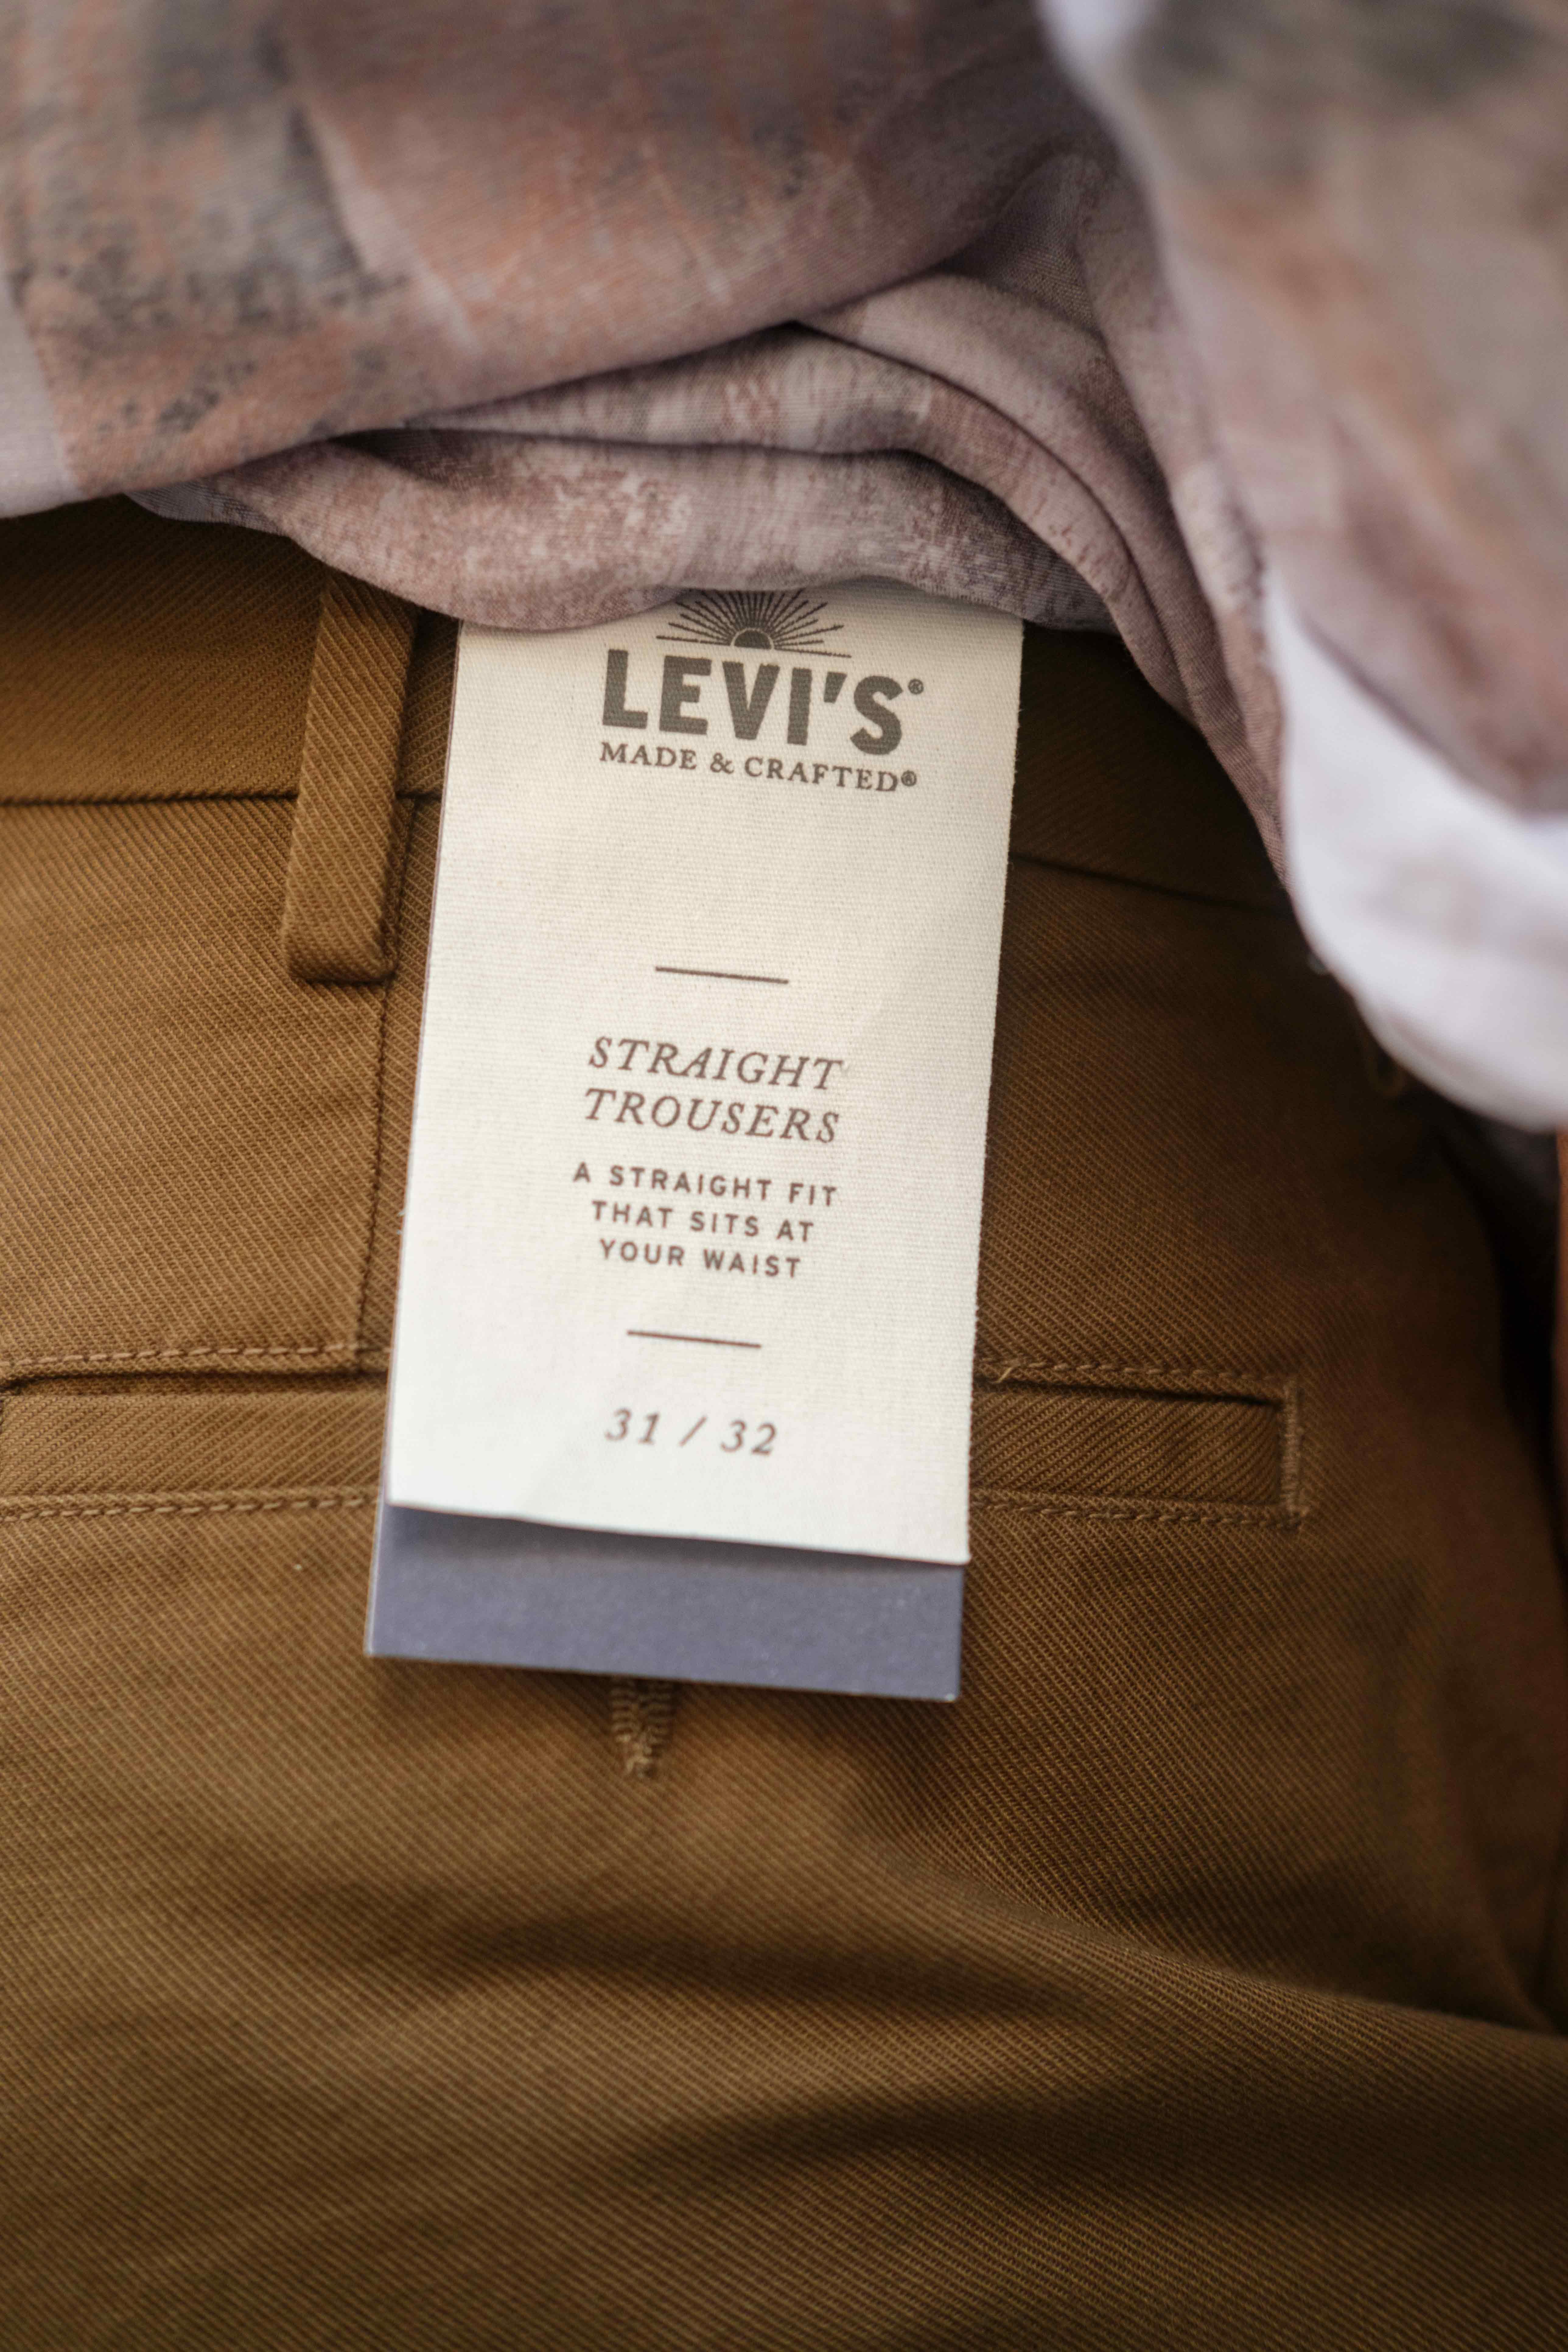 LEVI'S®
MADE & CRAFTED®
STRAIGHT
TROUSERS
A STRAIGHT FIT
THAT SITS AT
YOUR WAIST
31 / 32